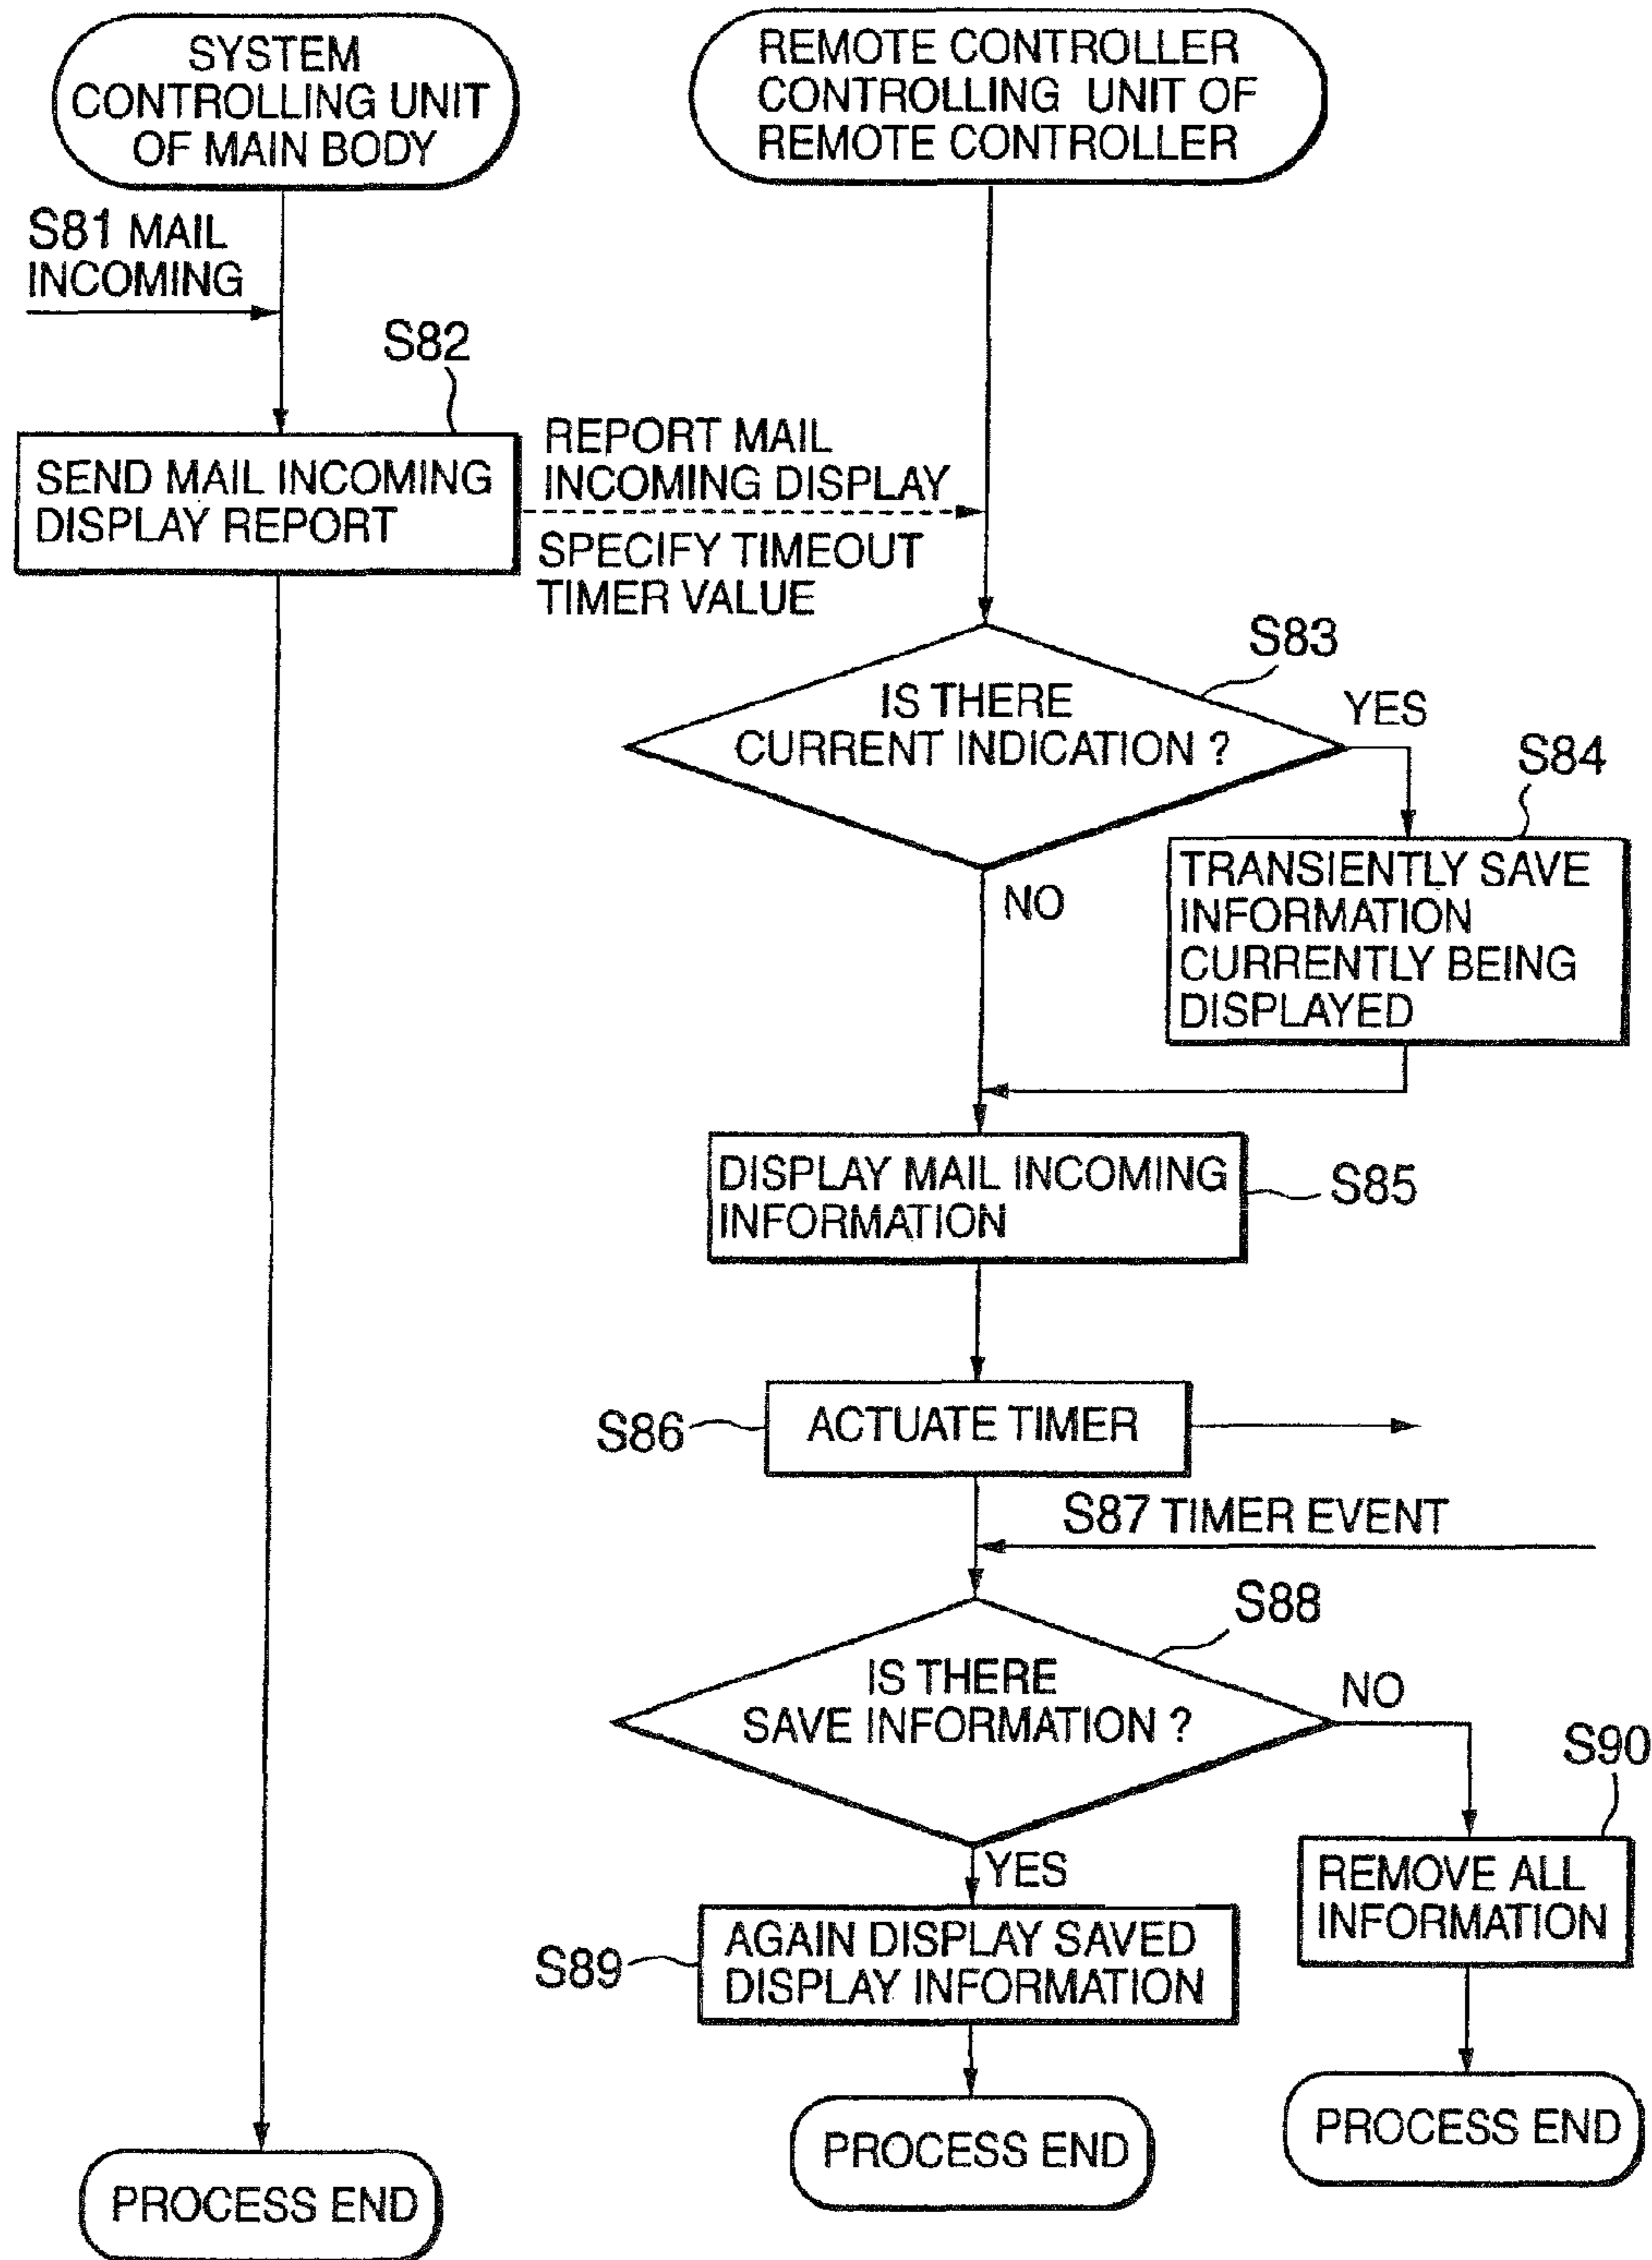 SYSTEM
CONTROLLING UNIT
OF MAIN BODY
REMOTE CONTROLLER
CONTROLLING UNIT OF
REMOTE CONTROLLER
S81 MAIL
INCOMING
S82
SEND MAIL INCOMING
DISPLAY REPORT
REPORT MAIL
INCOMING DISPLAY
SPECIFY TIMEOUT
TIMER VALUE
S83
IS THERE
CURRENT INDICATION ?
YES
S84
TRANSIENTLY SAVE
INFORMATION
CURRENTLY BEING
DISPLAYED
NO
DISPLAY MAIL INCOMING
INFORMATION
S85
S86
ACTUATE TIMER
S87 TIMER EVENT
S88
IS THERE
SAVE INFORMATION ?
NO
S90
REMOVE ALL
INFORMATION
YES
S89
AGAIN DISPLAY SAVED
DISPLAY INFORMATION
PROCESS END
PROCESS END
PROCESS END